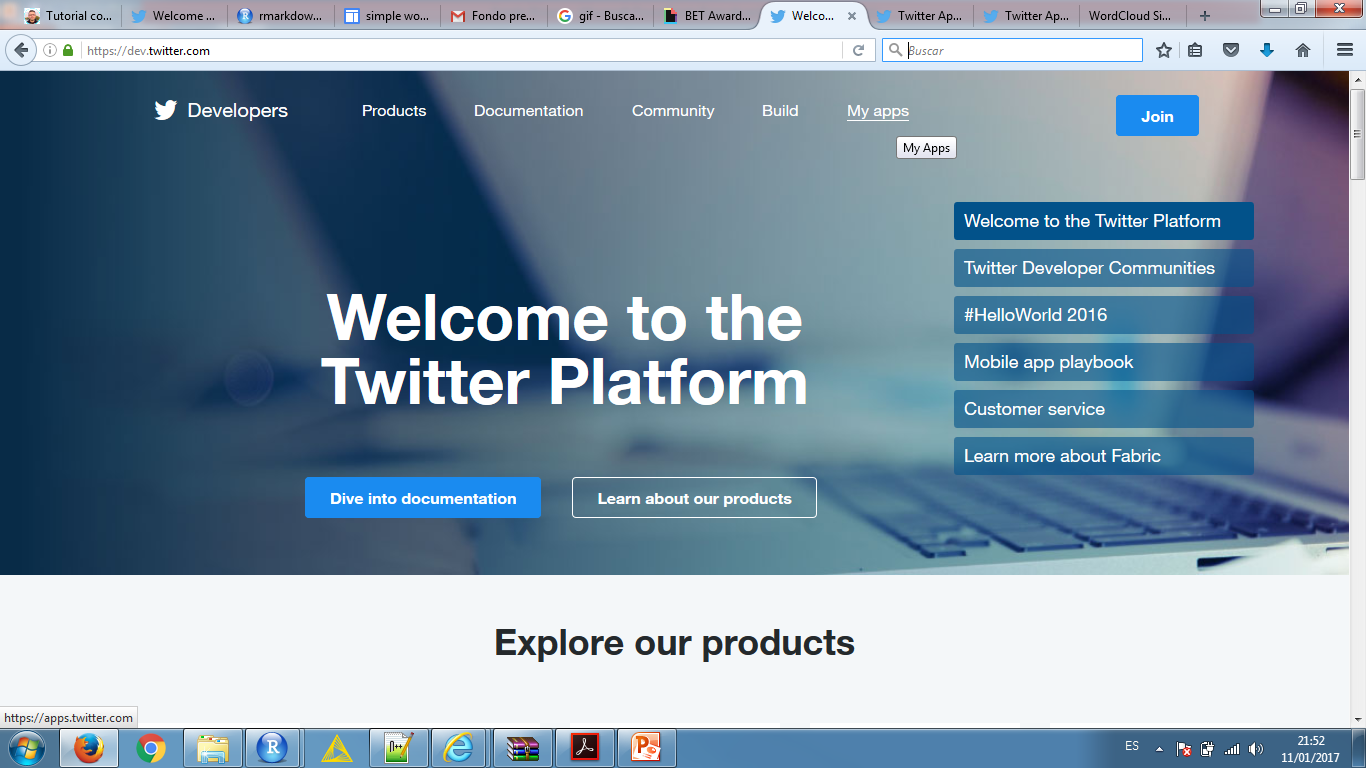 Tutorial co...
Welcome ...
rmarkdow...
simple wo...
Fondo pre...
gif - Busca...
BET Award...
Welco...
Twitter Ap...
Twitter Ap...
WordCloud Si...
https://dev.twitter.com
Buscar
Developers
Products
Documentation
Community
Build
My apps
Join
My Apps
Welcome to the Twitter Platform
Twitter Developer Communities
#HelloWorld 2016
Mobile app playbook
Customer service
Learn more about Fabric
Welcome to the
Twitter Platform
Dive into documentation
Learn about our products
Explore our products
https://apps.twitter.com
ES
21:52
11/01/2017